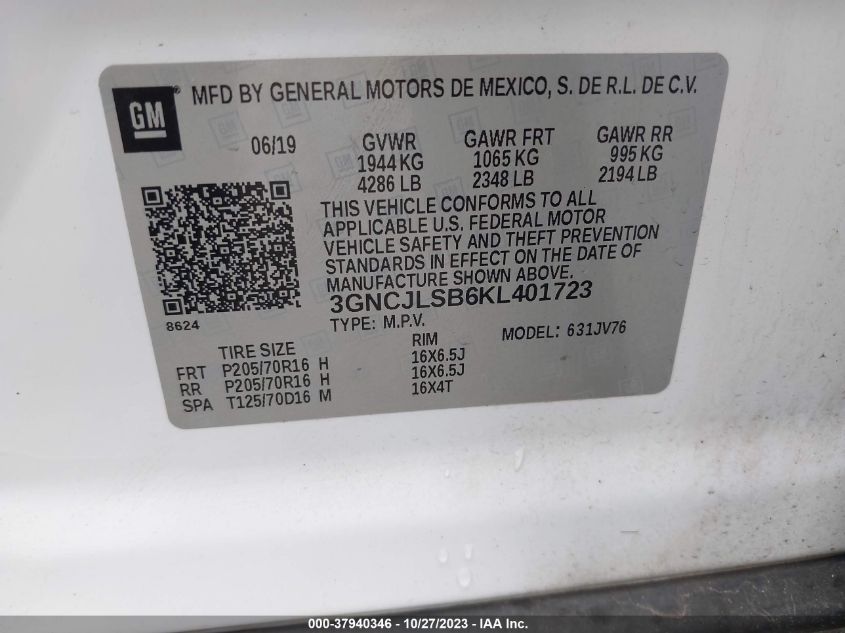 GM ® MFD BY GENERAL MOTORS DE MEXICO, S. DE R.L. DE C.V.
06/19 GVWR GAWR FRT GAWR RR
1944 KG 1065 KG 995 KG
4286 LB 2348 LB 2194 LB
THIS VEHICLE CONFORMS TO ALL
APPLICABLE U.S. FEDERAL MOTOR
VEHICLE SAFETY AND THEFT PREVENTION
STANDARDS IN EFFECT ON THE DATE OF
MANUFACTURE SHOWN ABOVE.
3GNCJLSB6KL401723
8624
TYPE: M.P.V. MODEL: 631JV76
TIRE SIZE RIM
FRT P205/70R16 H 16X6.5J
RR P205/70R16 H 16X6.5J
SPA T125/70D16 M 16X4T
000-37940346 | 10/27/2023 - IAA Inc.